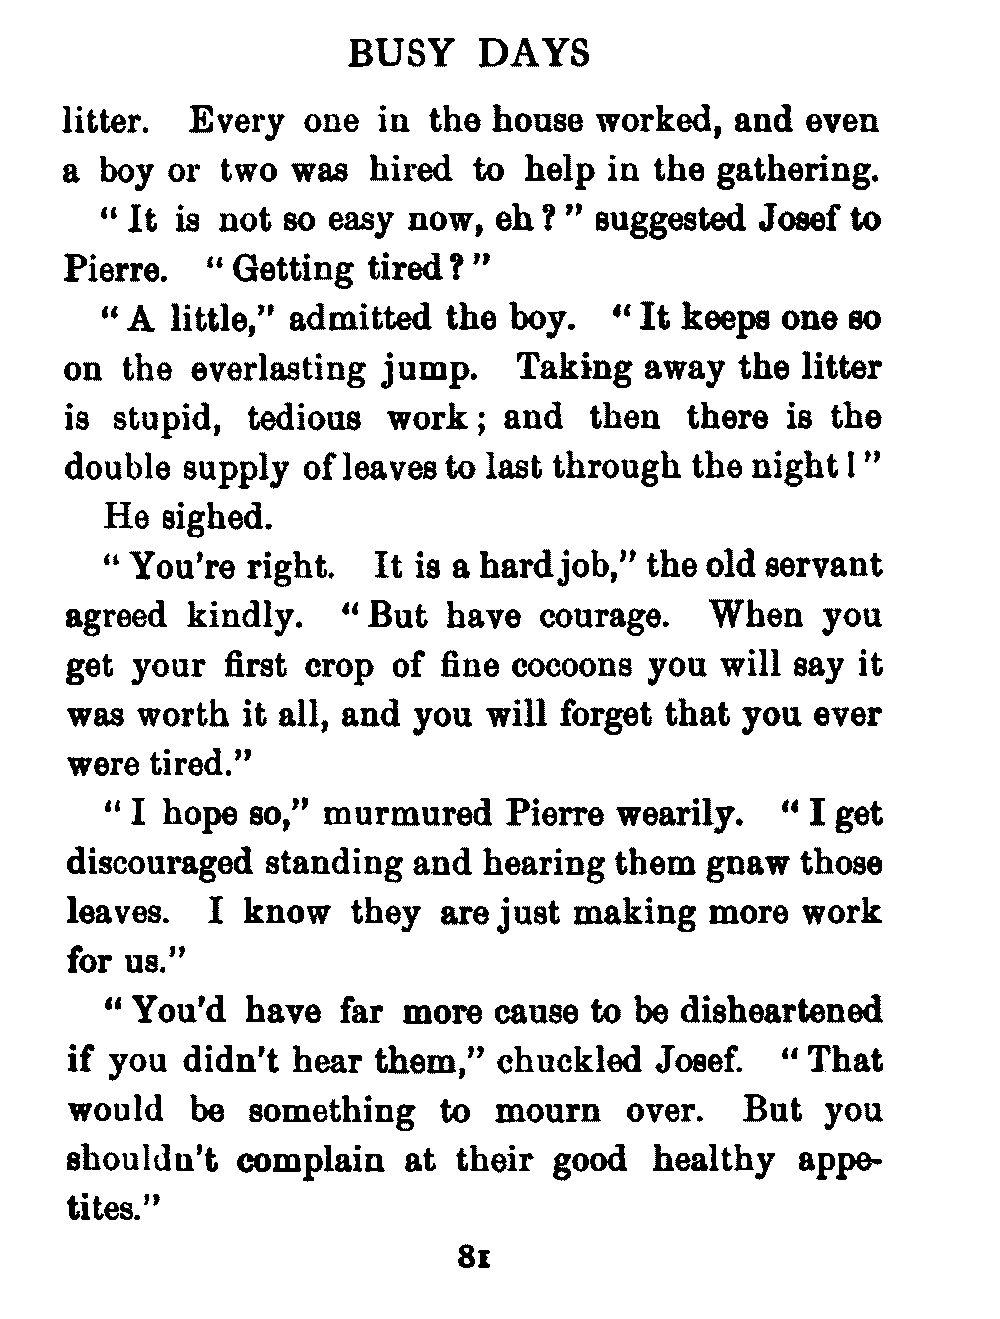 BUSY DAYS
litter. Every one in the house worked, and even
a boy or two was hired to help in the gathering.
" It is not so easy now, eh ? " suggested Josef to
Pierre. " Getting tired ? "
" A little," admitted the boy. " It keeps one so
on the everlasting jump. Taking away the litter
is stupid, tedious work ; and then there is the
double supply of leaves to last through the night ! "
He sighed.
" You're right. It is a hard job," the old servant
agreed kindly. " But have courage. When you
get your first crop of fine cocoons you will say it
was worth it all, and you will forget that you ever
were tired."
" I hope so," murmured Pierre wearily. " I get
discouraged standing and hearing them gnaw those
leaves. I know they are just making more work
for us."
" You'd have far more cause to be disheartened
if you didn't hear them," chuckled Josef. " That
would be something to mourn over. But you
shouldn't complain at their good healthy appe-
tites."
81